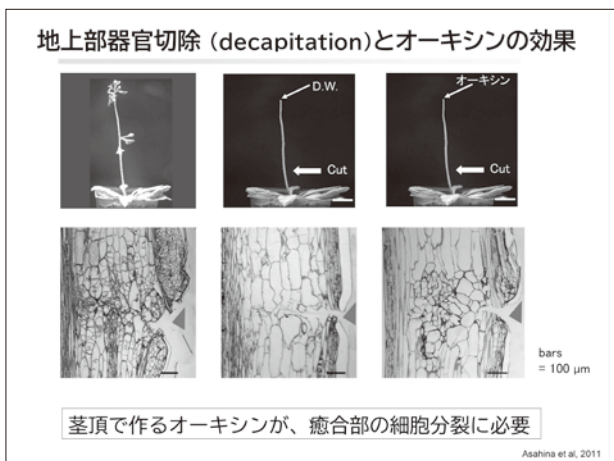 地上部器官切除 (decapitation)とオーキシンの効果
D.W.
Cut
オーキシン
Cut
bars
= 100 μm
茎頂で作るオーキシンが、癒合部の細胞分裂に必要
Asahina et al, 2011